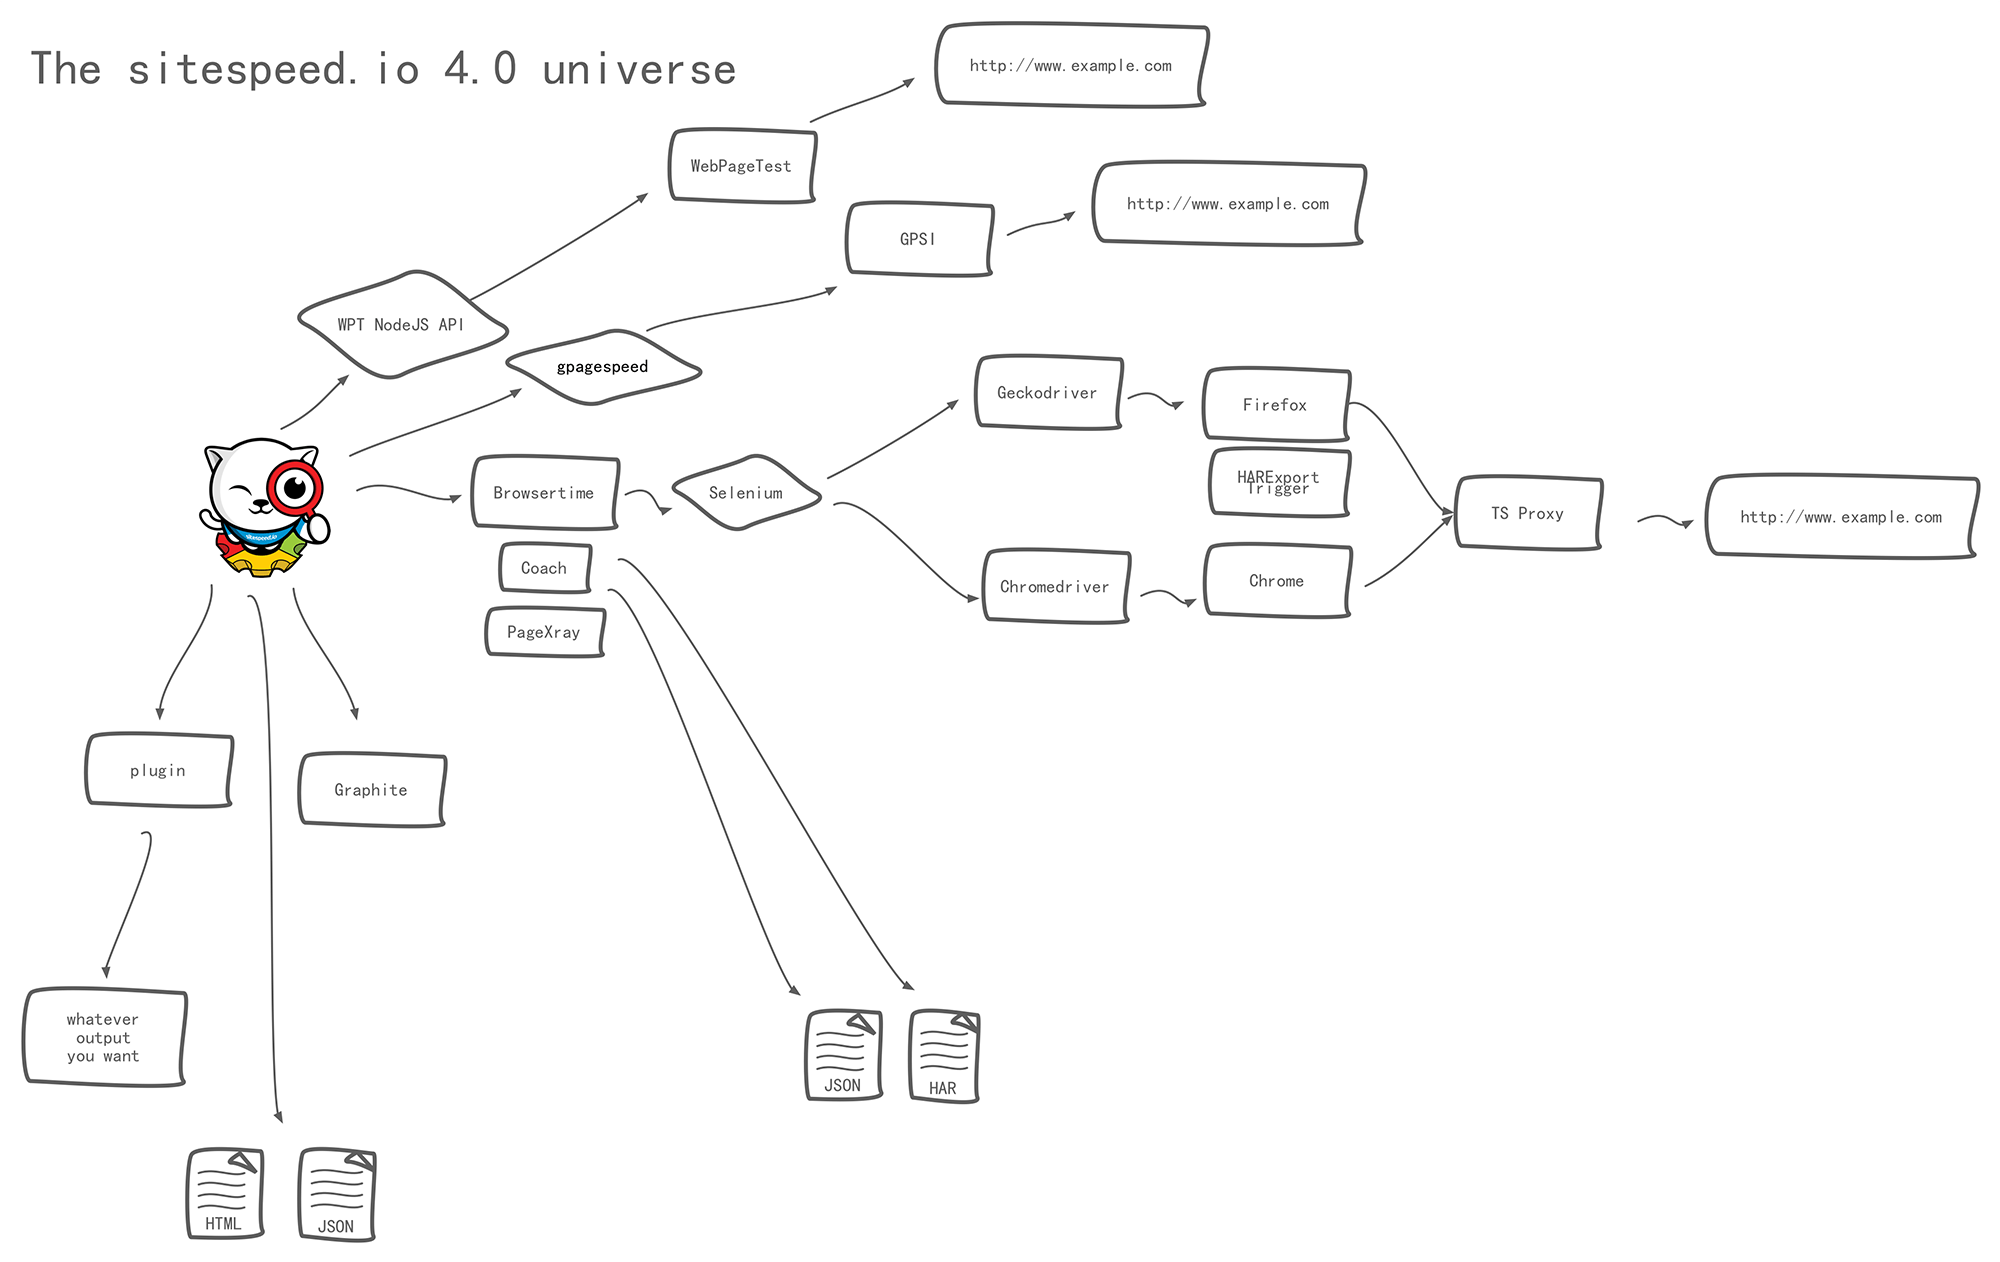 The sitespeed.io 4.0 universe
http://www.example.com
WebPageTest
http://www.example.com
GPSI
WPT NodeJS API
gpagespeed
Geckodriver
Firefox
HARExport
Trigger
Browsertime
Selenium
TS Proxy
http://www.example.com
sitespeed.io
Coach
Chromedriver
Chrome
PageXray
plugin
Graphite
whatever
output
you want
JSON
HAR
HTML
JSON